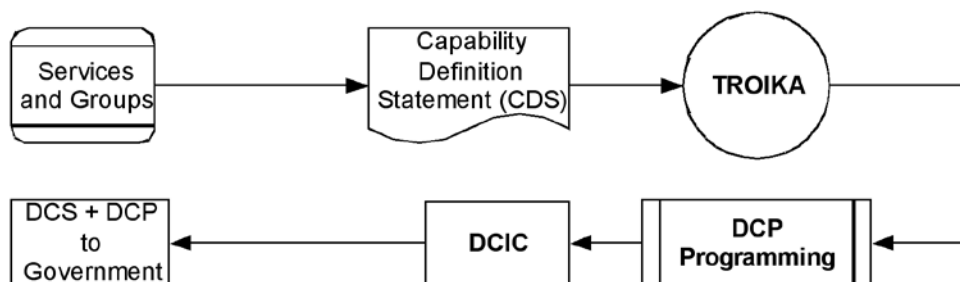 Services
and Groups
Capability
Definition
Statement (CDS)
TROIKA
DCS + DCP
to
Government
DCIC
DCP
Programming